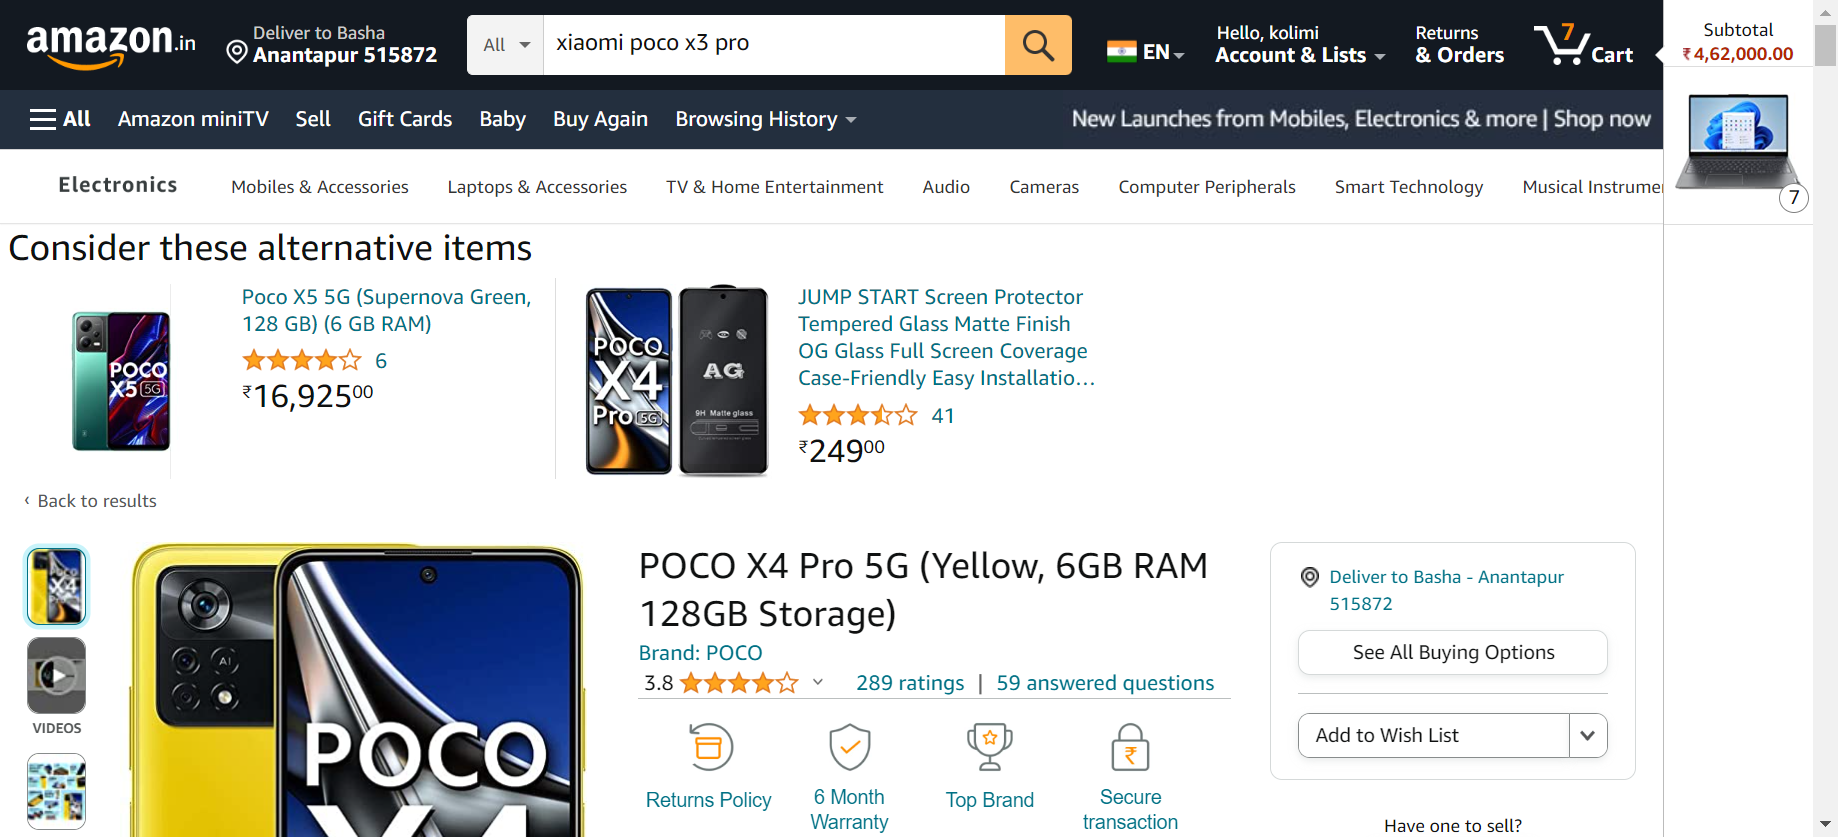 amazon.in
Deliver to Basha
Anantapur 515872
All
xiaomi poco x3 pro
EN
Hello, kolimi
Account & Lists
Returns
& Orders
7
Cart
Subtotal
₹4,62,000.00
All
Amazon miniTV
Sell
Gift Cards
Baby
Buy Again
Browsing History
New Launches from Mobiles, Electronics & more | Shop now
Electronics
Mobiles & Accessories
Laptops & Accessories
TV & Home Entertainment
Audio
Cameras
Computer Peripherals
Smart Technology
Musical Instrumen
7
Consider these alternative items
POCO
X5 5G
Poco X5 5G (Supernova Green,
128 GB) (6 GB RAM)
6
₹16,92500
POCO
X4
Pro 5G
AG
9H Matte glass
JUMP START Screen Protector
Tempered Glass Matte Finish
OG Glass Full Screen Coverage
Case-Friendly Easy Installatio…
41
₹24900
‹ Back to results
VIDEOS
AI
POCO
X4
POCO X4 Pro 5G (Yellow, 6GB RAM
128GB Storage)
Brand: POCO
3.8
289 ratings | 59 answered questions
Returns Policy
6 Month
Warranty
Top Brand
Secure
transaction
Deliver to Basha - Anantapur
515872
See All Buying Options
Add to Wish List
Have one to sell?